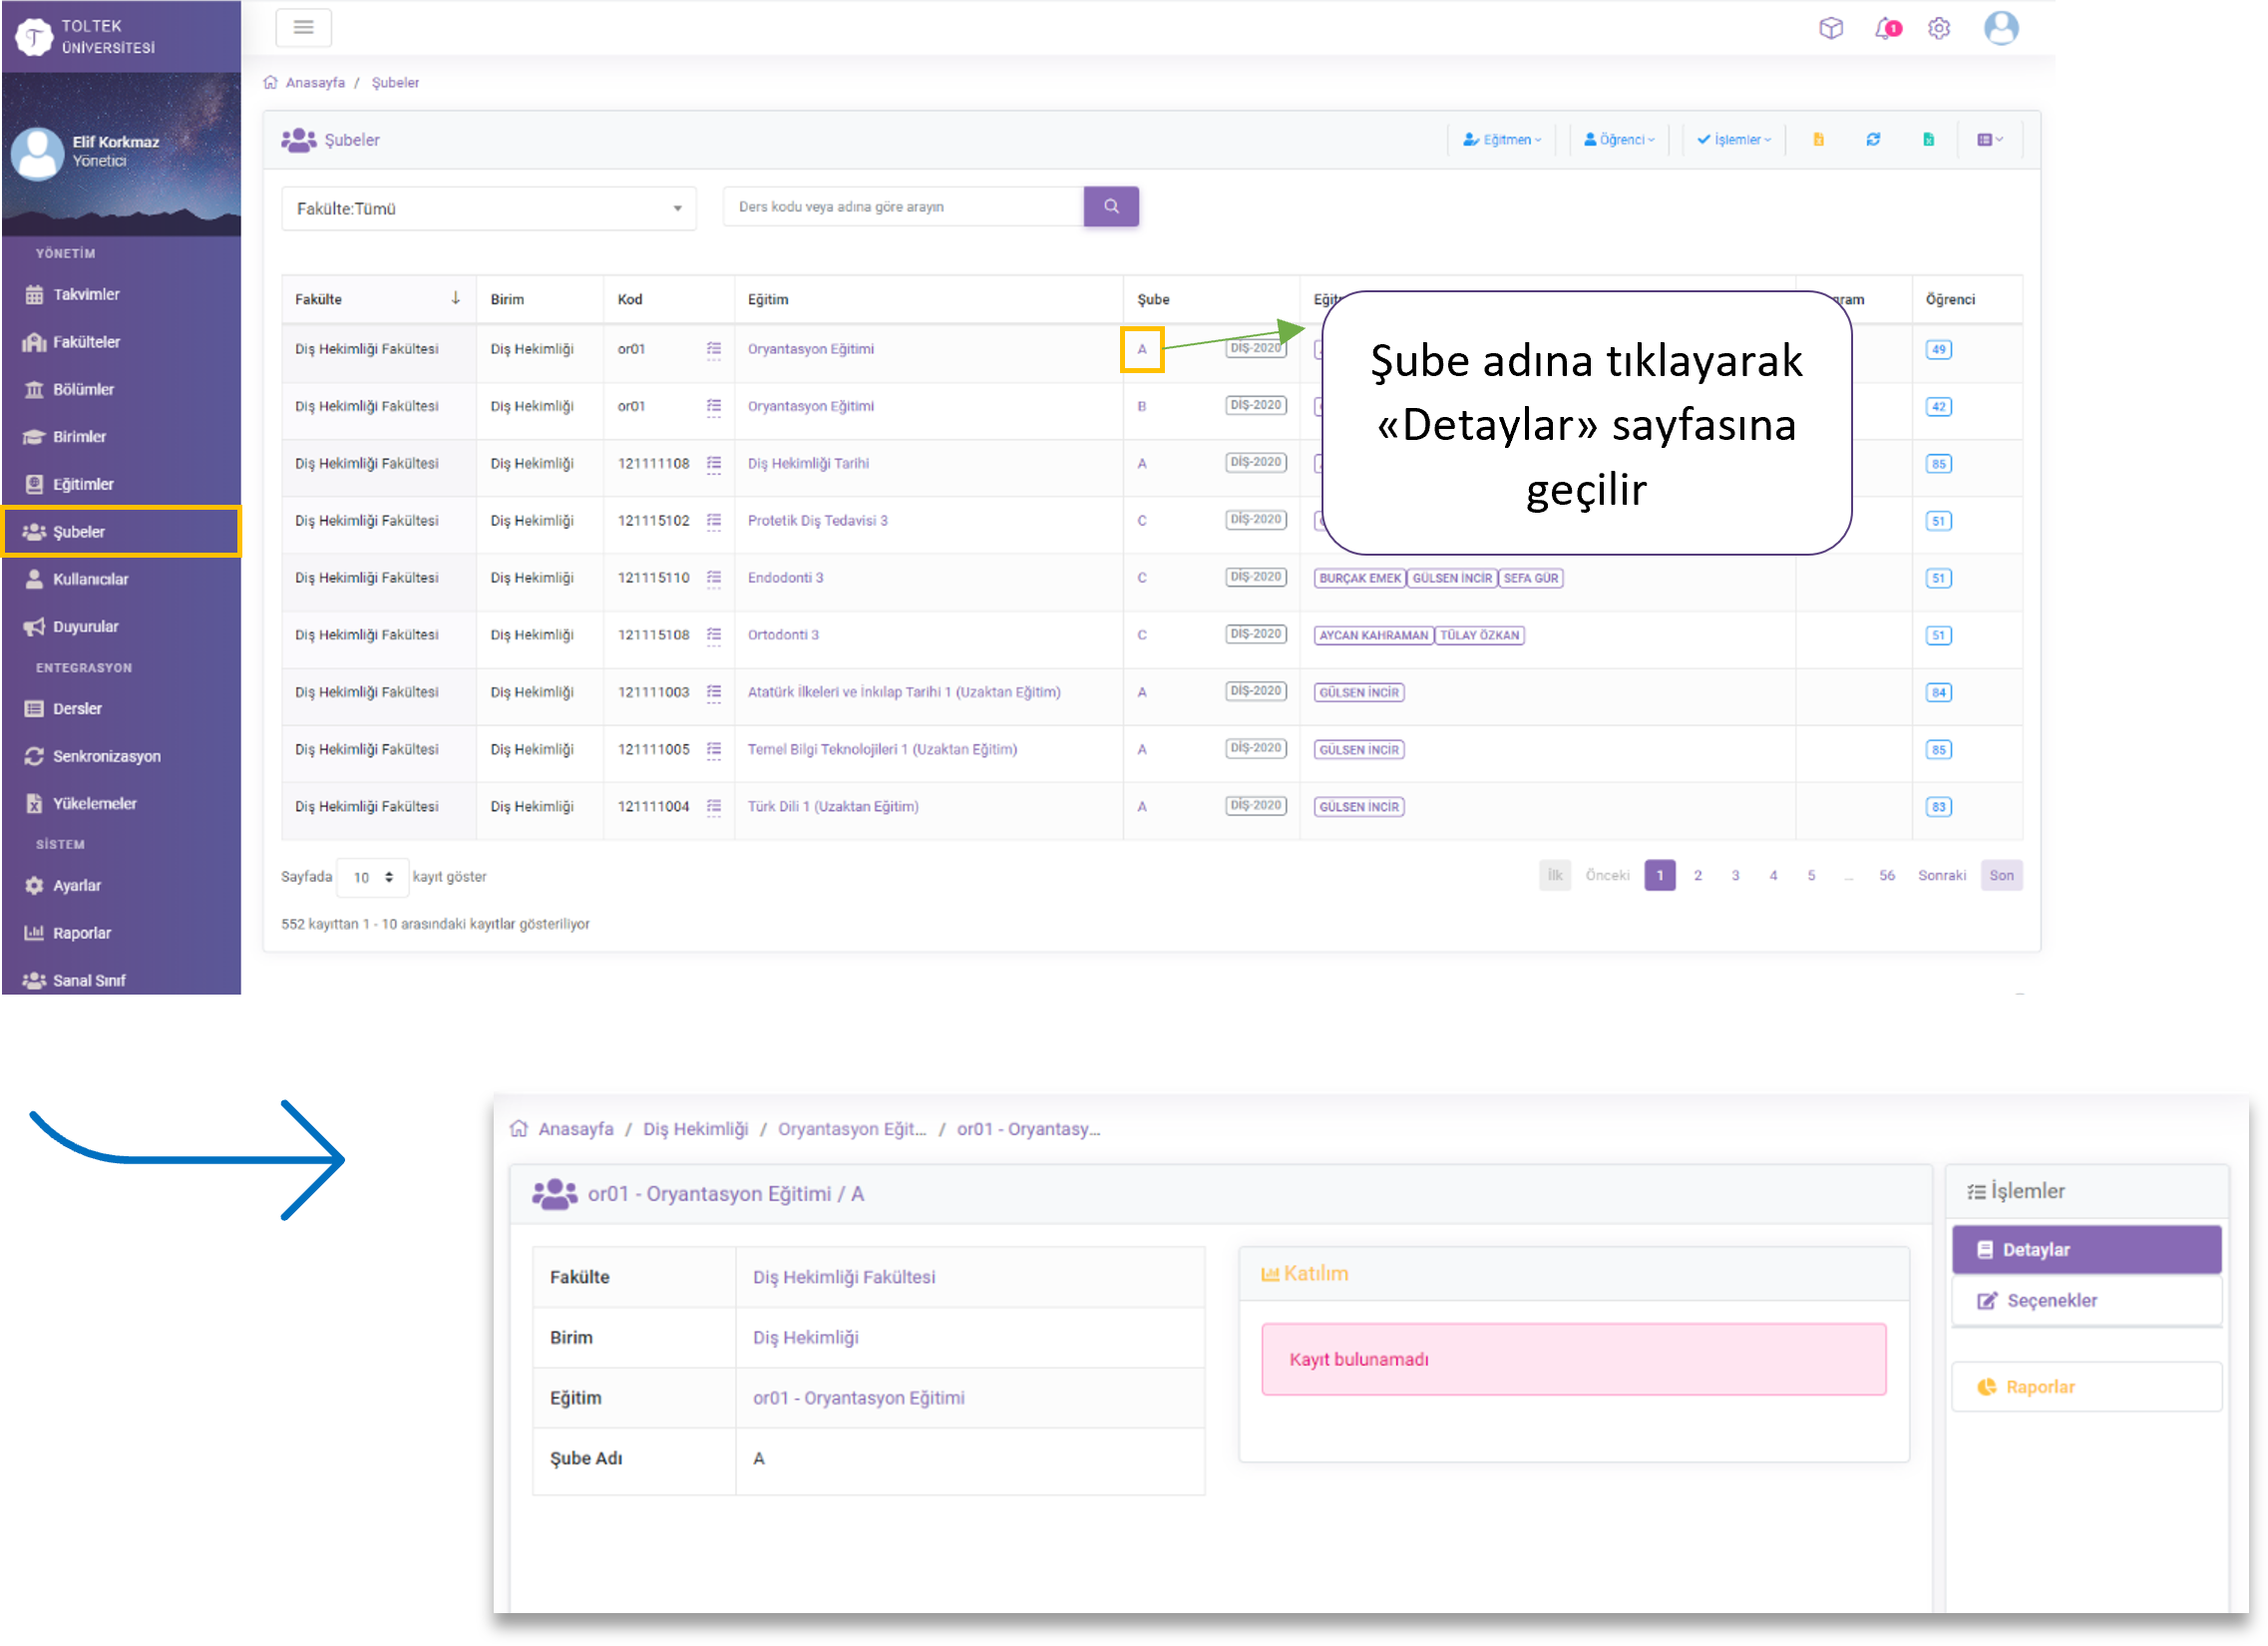 TOLTEK
ÜNİVERSİTESİ
Elif Korkmaz
Yönetici
YÖNETİM
Takvimler
Fakülteler
Bölümler
Birimler
Eğitimler
Şubeler
Kullanıcılar
Duyurular
ENTEGRASYON
Dersler
Senkronizasyon
Yükelemeler
SİSTEM
Ayarlar
Raporlar
Sanal Sınıf
1
Anasayfa / Şubeler
Şubeler
Eğitmen
Öğrenci
İşlemler
Fakülte:Tümü
Ders kodu veya adına göre arayın
Fakülte Birim Kod Eğitim Şube Öğrenci
Diş Hekimliği Fakültesi Diş Hekimliği or01 Oryantasyon Eğitimi A DİŞ-2020 49
Diş Hekimliği Fakültesi Diş Hekimliği or01 Oryantasyon Eğitimi B DİŞ-2020 42
Diş Hekimliği Fakültesi Diş Hekimliği 121111108 Diş Hekimliği Tarihi A DİŞ-2020 85
Diş Hekimliği Fakültesi Diş Hekimliği 121115102 Protetik Diş Tedavisi 3 C DİŞ-2020 51
Diş Hekimliği Fakültesi Diş Hekimliği 121115110 Endodonti 3 C DİŞ-2020 BURÇAK EMEK GÜLSEN İNCİR SEFA GÜR 51
Diş Hekimliği Fakültesi Diş Hekimliği 121115108 Ortodonti 3 C DİŞ-2020 AYCAN KAHRAMAN TÜLAY ÖZKAN 51
Diş Hekimliği Fakültesi Diş Hekimliği 121111003 Atatürk İlkeleri ve İnkılap Tarihi 1 (Uzaktan Eğitim) A DİŞ-2020 GÜLSEN İNCİR 84
Diş Hekimliği Fakültesi Diş Hekimliği 121111005 Temel Bilgi Teknolojileri 1 (Uzaktan Eğitim) A DİŞ-2020 GÜLSEN İNCİR 85
Diş Hekimliği Fakültesi Diş Hekimliği 121111004 Türk Dili 1 (Uzaktan Eğitim) A DİŞ-2020 GÜLSEN İNCİR 83
Şube adına tıklayarak
«Detaylar» sayfasına
geçilir
Sayfada 10 kayıt göster
İlk Önceki 1 2 3 4 5 ... 56 Sonraki Son
552 kayıttan 1 - 10 arasındaki kayıtlar gösteriliyor
Anasayfa / Diş Hekimliği / Oryantasyon Eğit... / or01 - Oryantasy...
or01 - Oryantasyon Eğitimi / A
Fakülte Diş Hekimliği Fakültesi
Birim Diş Hekimliği
Eğitim or01 - Oryantasyon Eğitimi
Şube Adı A
Katılım
Kayıt bulunamadı
İşlemler
Detaylar
Seçenekler
Raporlar